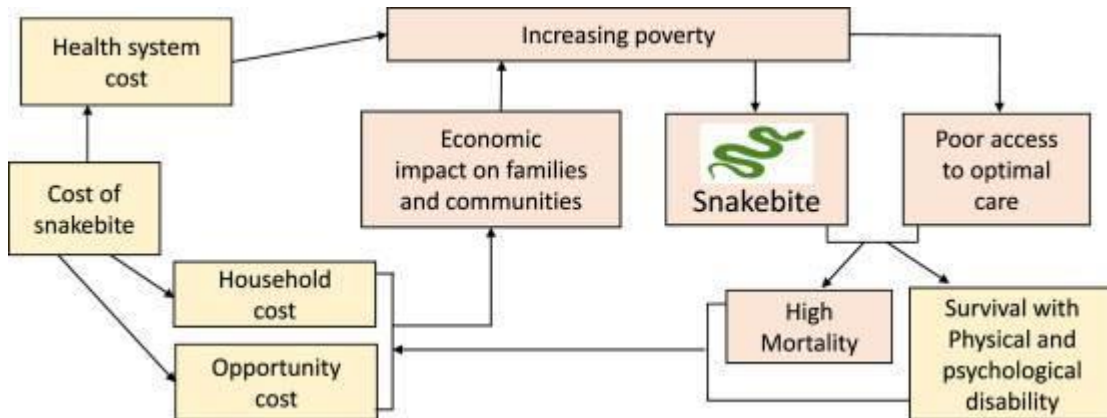 Health system
cost
Increasing poverty
Economic
impact on families
and communities
Snakebite
Poor access
to optimal
care
Cost of
snakebite
Household
cost
Opportunity
cost
High
Mortality
Survival with
Physical and
psychological
disability